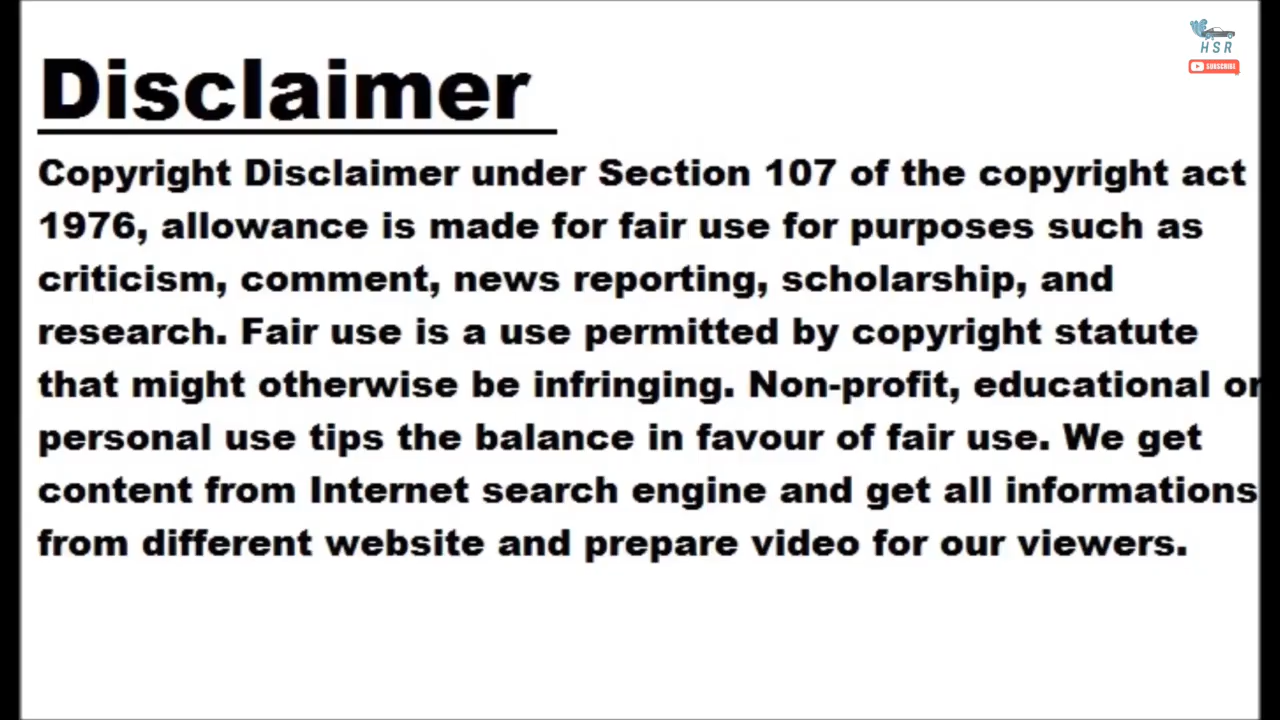 HSR
SUBSCRIBE
Disclaimer
Copyright Disclaimer under Section 107 of the copyright act
1976, allowance is made for fair use for purposes such as
criticism, comment, news reporting, scholarship, and
research. Fair use is a use permitted by copyright statute
that might otherwise be infringing. Non-profit, educational or
personal use tips the balance in favour of fair use. We get
content from Internet search engine and get all informations
from different website and prepare video for our viewers.